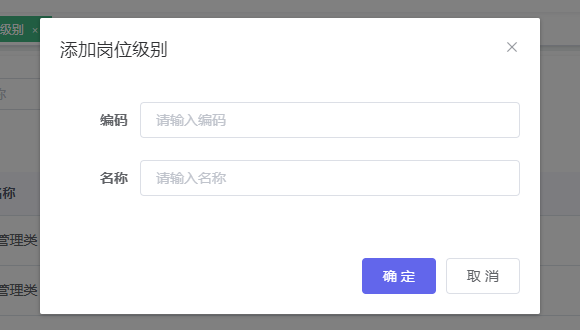 级别 ×
添加岗位级别
称
编码 请输入编码
名称 请输入名称
名称
管理类
管理类
确 定 取 消